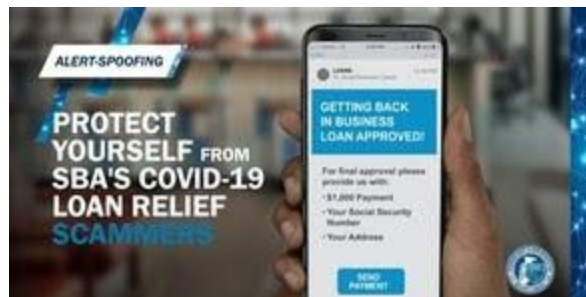 ALERT-SPOOFING
PROTECT
YOURSELF FROM
SBA'S COVID-19
LOAN RELIEF
SCAMMERS
LOANS
GETTING BACK
IN BUSINESS
LOAN APPROVED!
For final approval please
provide us with:
• $1,000 Payment
• Your Social Security
Number
• Your Address
SEND
PAYMENT